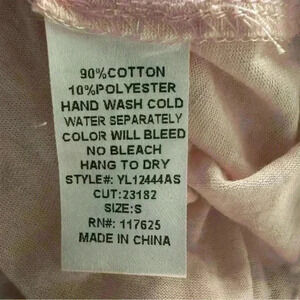 90%COTTON
10%POLYESTER
HAND WASH COLD
WATER SEPARATELY
COLOR WILL BLEED
NO BLEACH
HANG TO DRY
STYLE#: YL12444AS
CUT:23182
SIZE:S
RN#: 117625
MADE IN CHINA